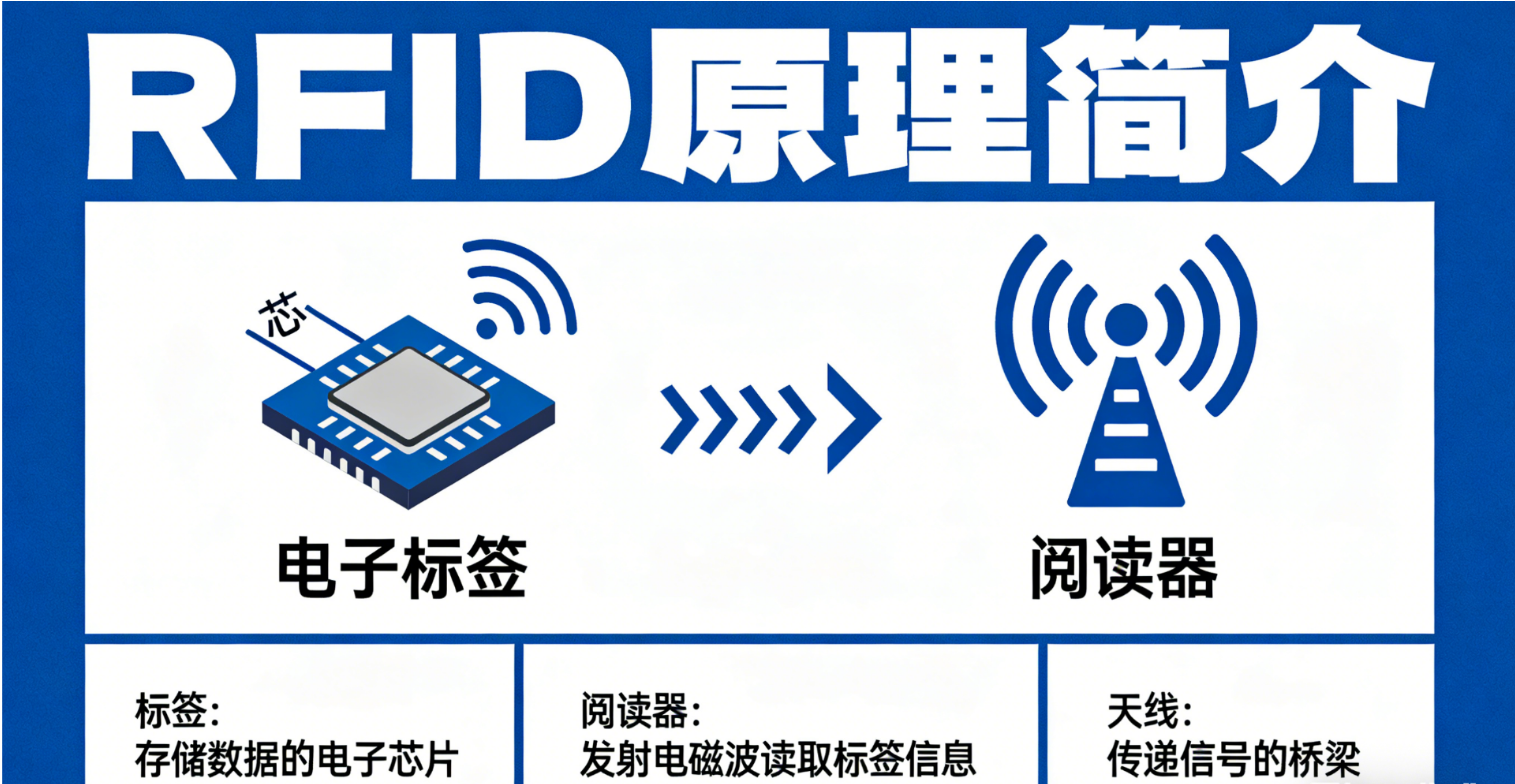 RFID原理简介
芯
电子标签
阅读器
标签：
存储数据的电子芯片
阅读器：
发射电磁波读取标签信息
天线：
传递信号的桥梁